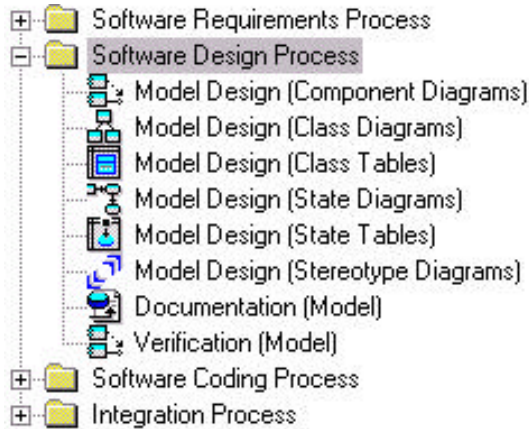 Software Requirements Process
Software Design Process
Model Design (Component Diagrams)
Model Design (Class Diagrams)
Model Design (Class Tables)
Model Design (State Diagrams)
Model Design (State Tables)
Model Design (Stereotype Diagrams)
Documentation (Model)
Verification (Model)
Software Coding Process
Integration Process